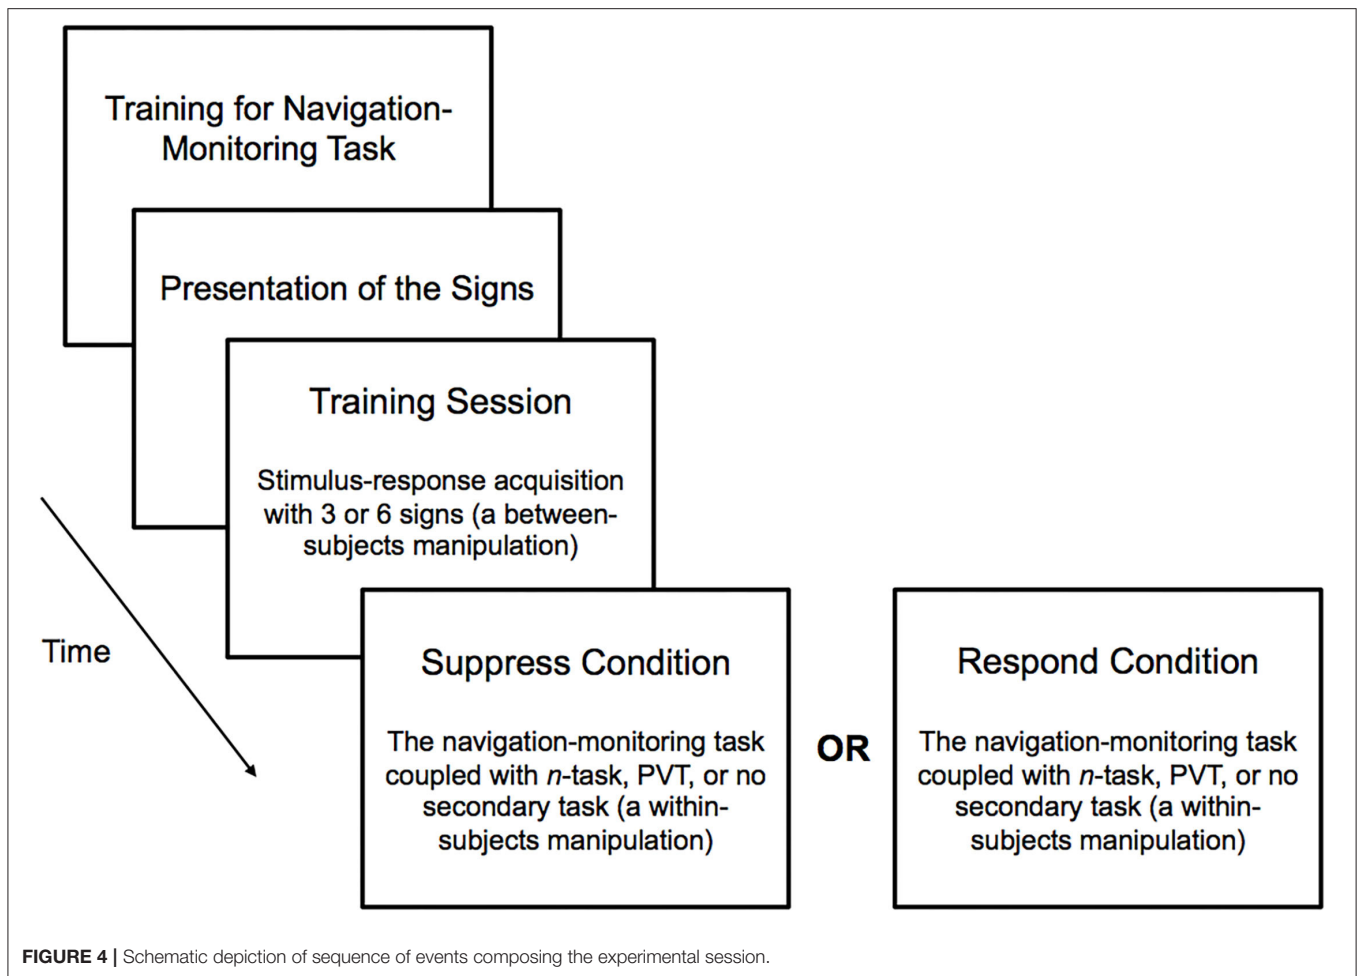 Training for Navigation-
Monitoring Task
Presentation of the Signs
Training Session
Stimulus-response acquisition
with 3 or 6 signs (a between-
subjects manipulation)
Time
Suppress Condition
The navigation-monitoring task
coupled with n-task, PVT, or no
secondary task (a within-
subjects manipulation)
OR
Respond Condition
The navigation-monitoring task
coupled with n-task, PVT, or no
secondary task (a within-
subjects manipulation)
FIGURE 4 | Schematic depiction of sequence of events composing the experimental session.